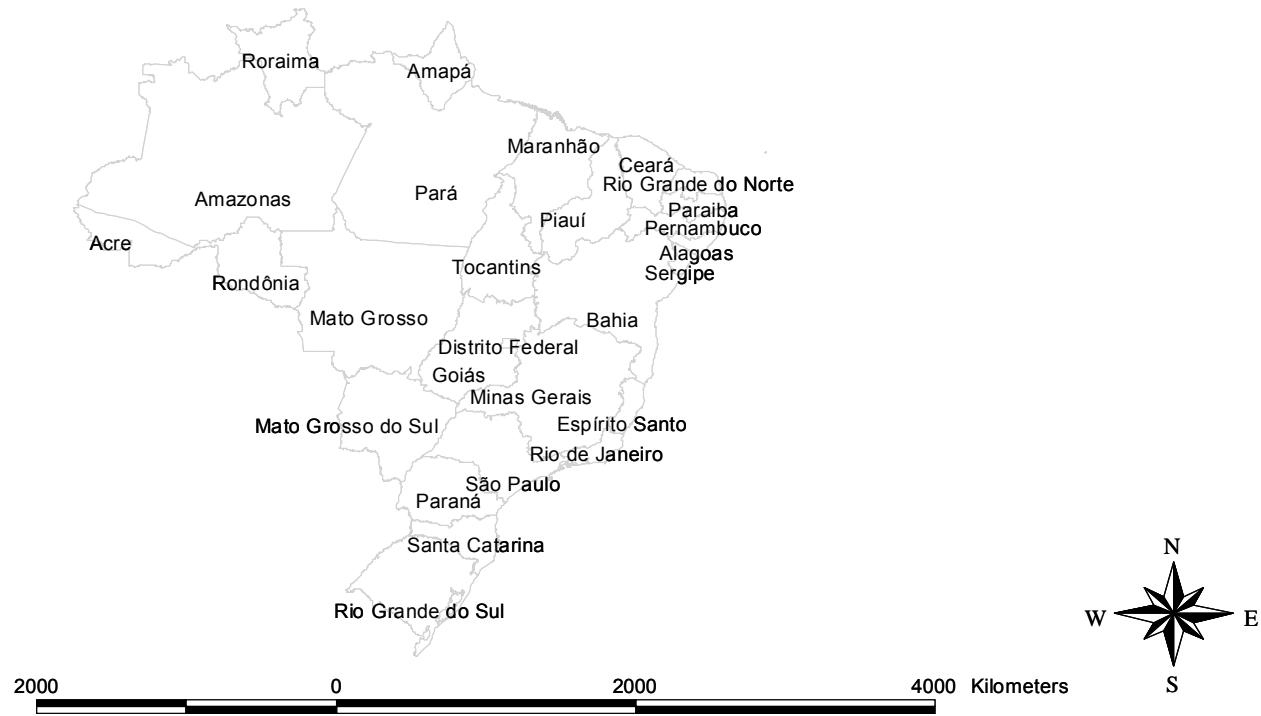 Roraima
Amapá
Maranhão
Ceará
Rio Grande do Norte
Amazonas
Pará
Paraiba
Piauí
Pernambuco
Acre
Alagoas
Tocantins
Sergipe
Rondônia
Mato Grosso
Bahia
Distrito Federal
Goiás
Minas Gerais
Mato Grosso do Sul
Espírito Santo
Rio de Janeiro
São Paulo
Paraná
Santa Catarina
Rio Grande do Sul
N
W
E
S
2000 0 2000 4000 Kilometers